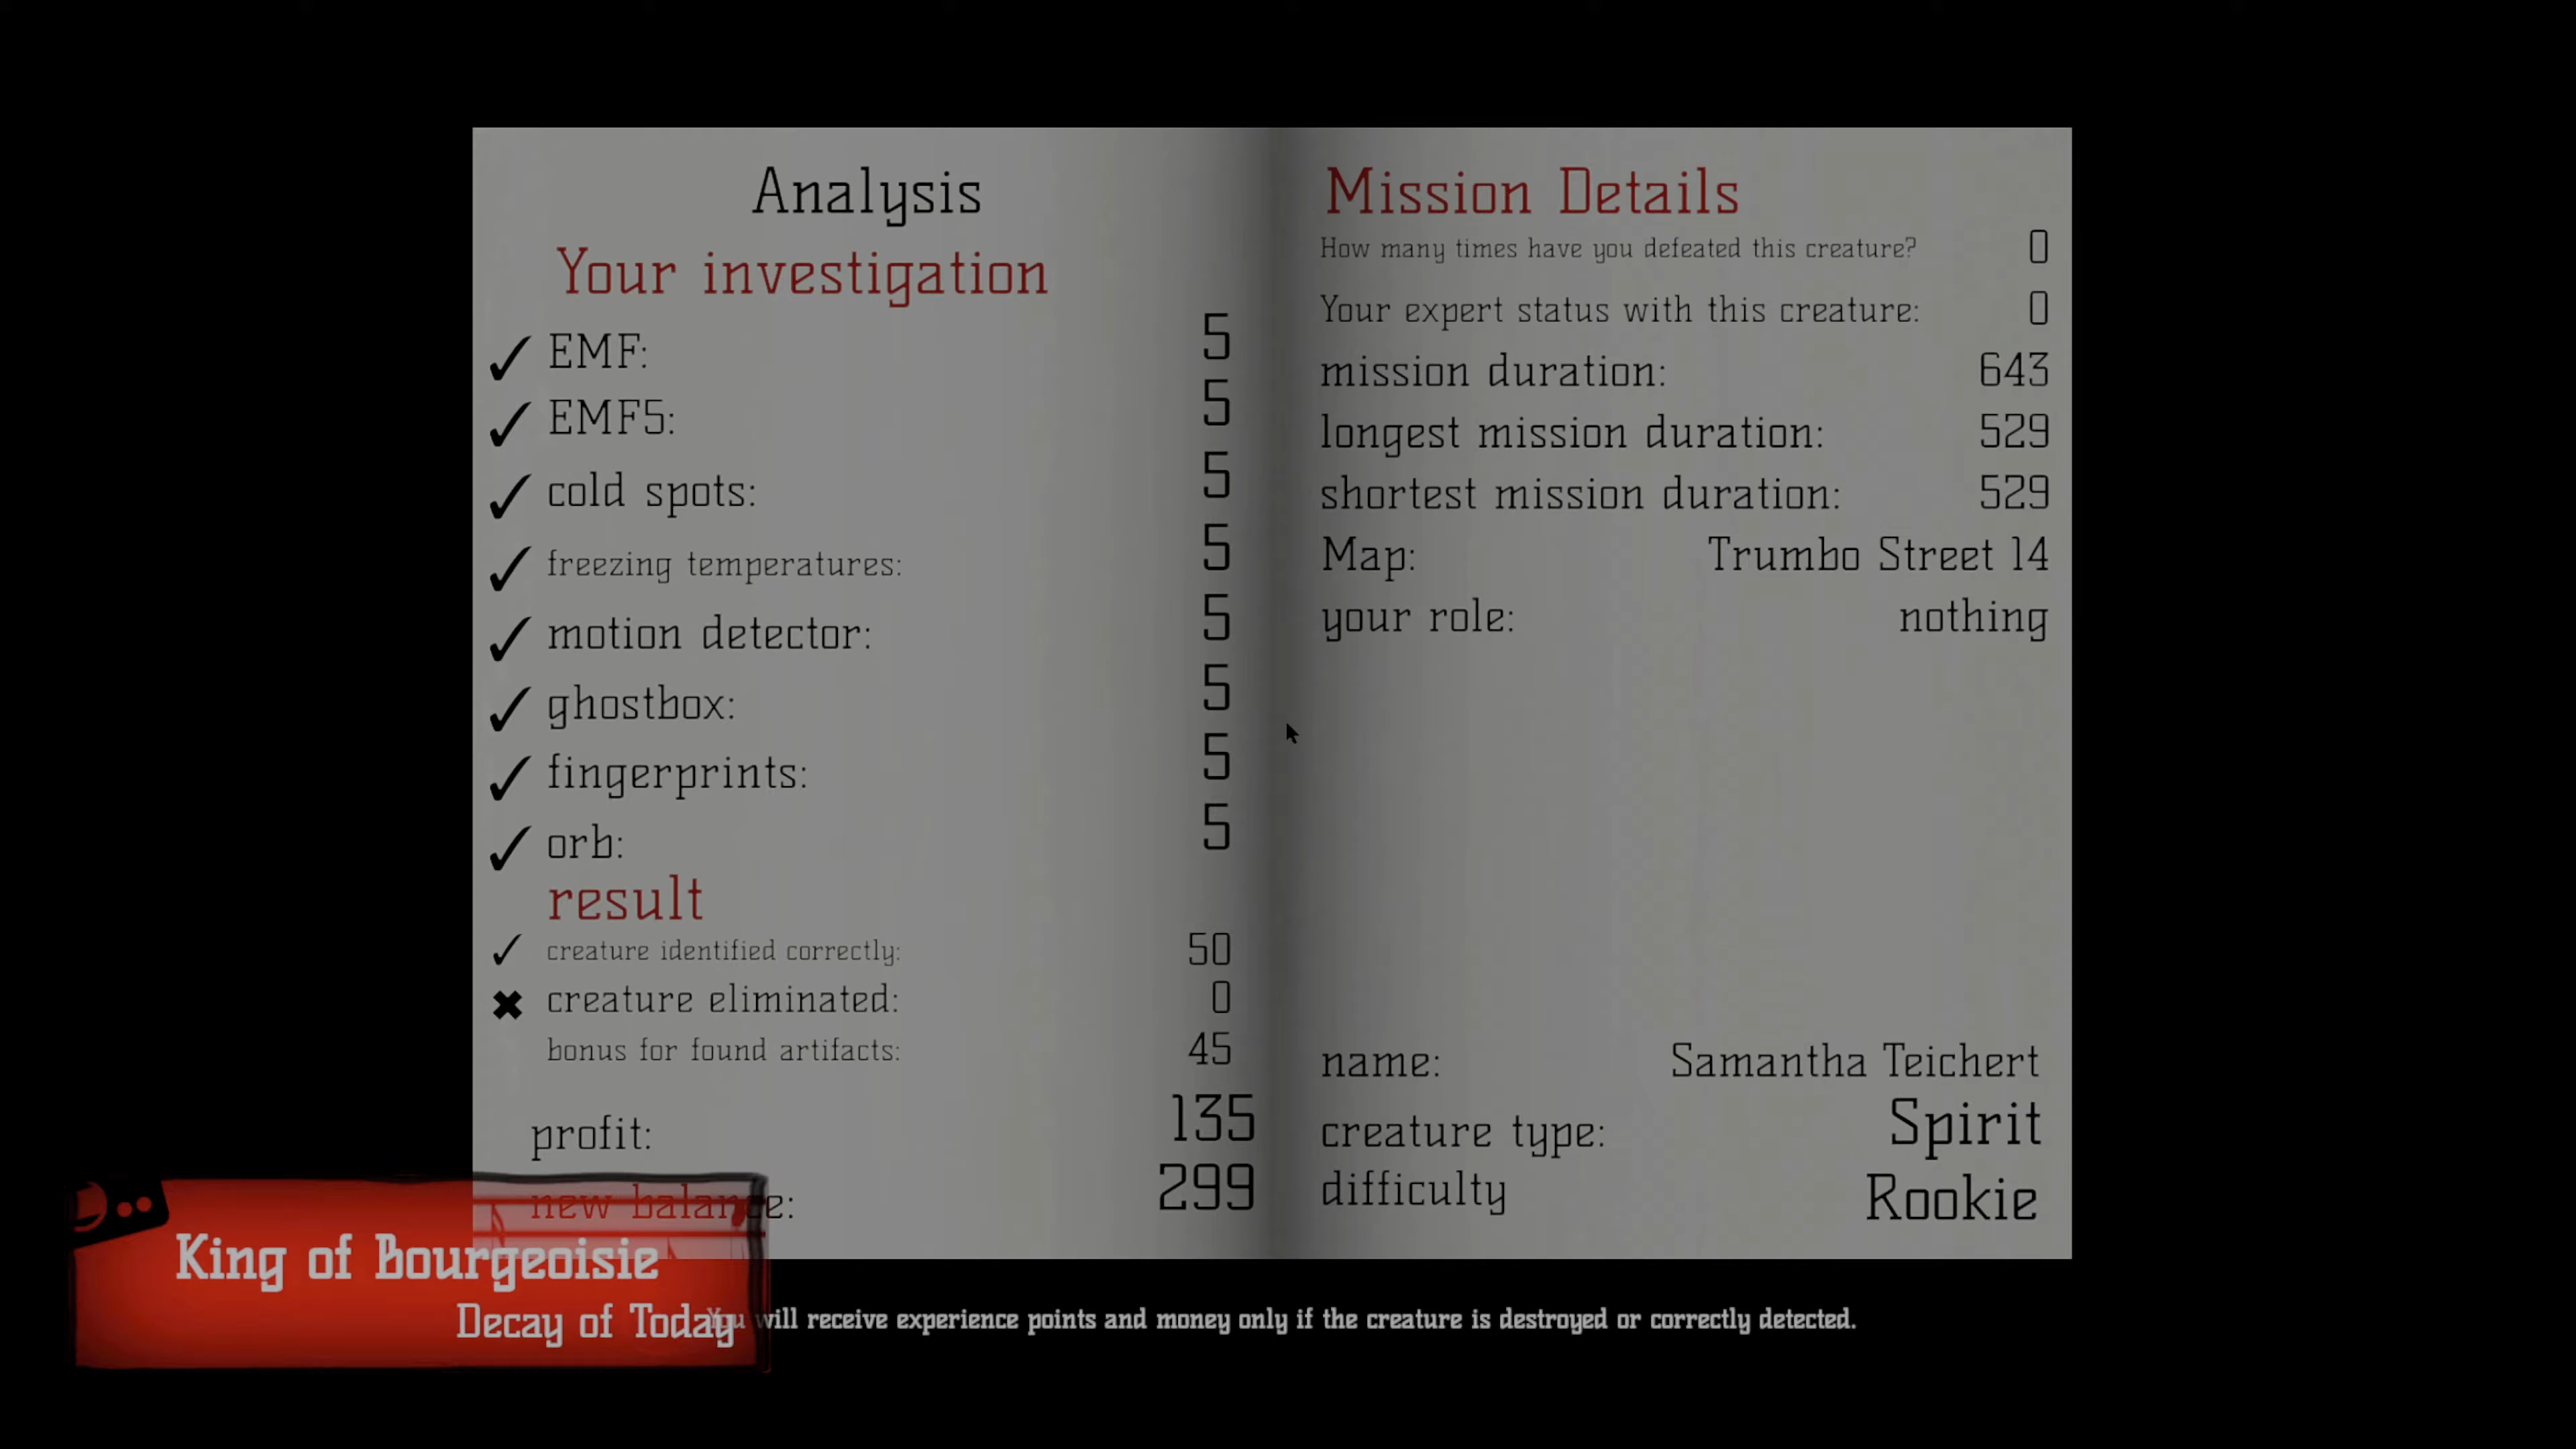 Analysis
Your investigation
EMF: 5
EMF5: 5
cold spots: 5
freezing temperatures: 5
motion detector: 5
ghostbox: 5
fingerprints: 5
orb: 5
result
creature identified correctly: 50
creature eliminated: 0
bonus for found artifacts: 45
profit: 135
new balance: 299
Mission Details
How many times have you defeated this creature? 0
Your expert status with this creature: 0
mission duration: 643
longest mission duration: 529
shortest mission duration: 529
Map: Trumbo Street 14
your role: nothing
name: Samantha Teichert
creature type: Spirit
difficulty Rookie
King of Bourgeoisie
Decay of Today
You will receive experience points and money only if the creature is destroyed or correctly detected.